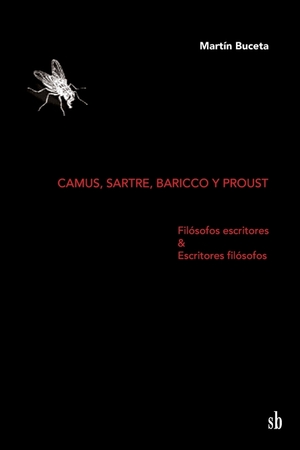 Martín Buceta
CAMUS, SARTRE, BARICCO Y PROUST
Filósofos escritores
&
Escritores filósofos
sb